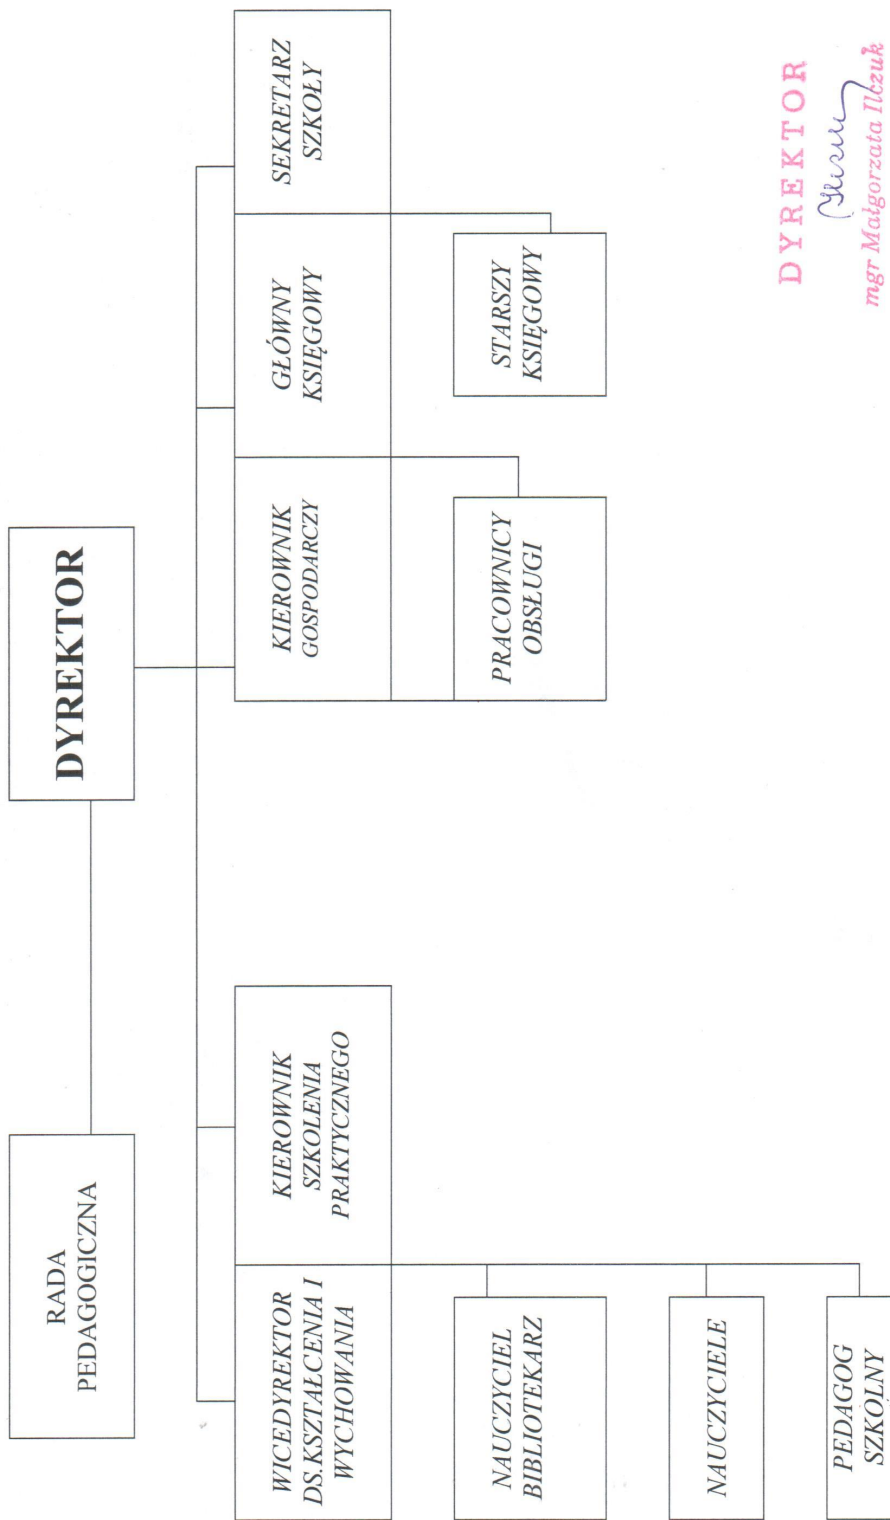 RADA
PEDAGOGICZNA
DYREKTOR
WICEDYREKTOR
DS.KSZTAŁCENIA I
WYCHOWANIA
KIEROWNIK
SZKOLENIA
PRAKTYCZNEGO
KIEROWNIK
GOSPODARCZY
GŁÓWNY
KSIĘGOWY
SEKRETARZ
SZKOŁY
NAUCZYCIEL
BIBLIOTEKARZ
PRACOWNICY
OBSŁUGI
STARSZY
KSIĘGOWY
NAUCZYCIELE
PEDAGOG
SZKOLNY
DYREKTOR
mgr Małgorzata Ilczuk